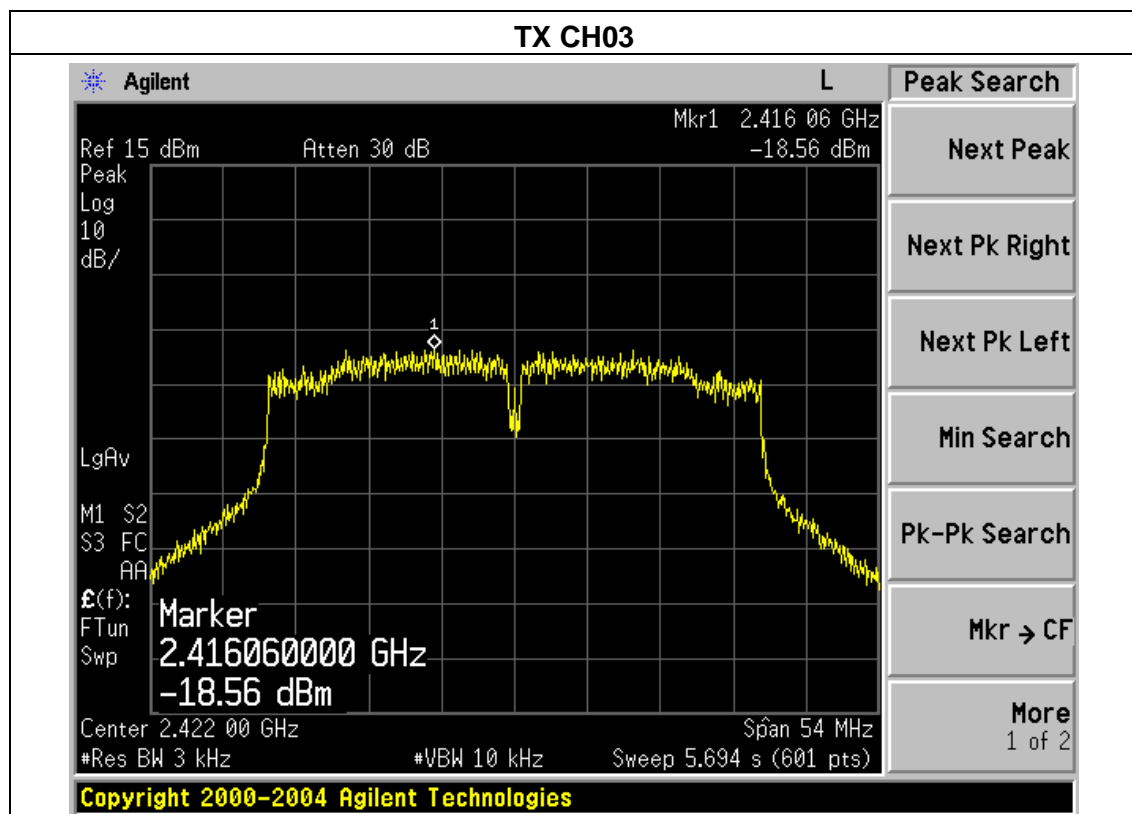 TX CH03
Agilent L Peak Search
Mkr1 2.416 06 GHz
Ref 15 dBm Atten 30 dB -18.56 dBm
Peak
Log
10
dB/
1
LgAv
M1 S2
S3 FC
AA
£(f):
FTun
Swp
Marker
2.416060000 GHz
-18.56 dBm
Center 2.422 00 GHz Span 54 MHz
#Res BW 3 kHz #VBW 10 kHz Sweep 5.694 s (601 pts)
Copyright 2000-2004 Agilent Technologies
Next Peak
Next Pk Right
Next Pk Left
Min Search
Pk-Pk Search
Mkr → CF
More
1 of 2